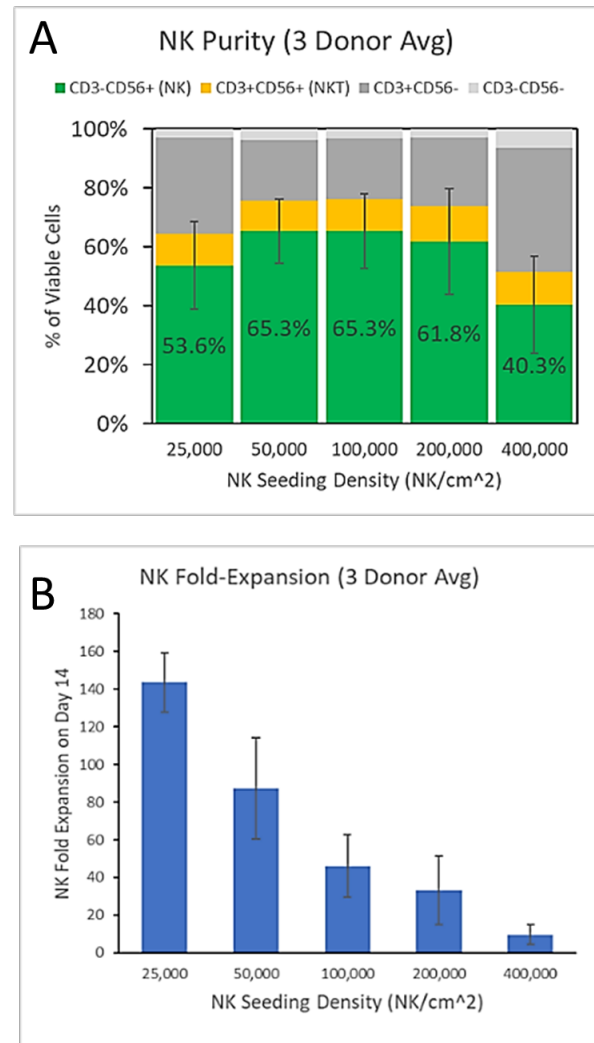 A
NK Purity (3 Donor Avg)
CD3-CD56+ (NK) CD3+CD56+ (NKT) CD3+CD56- CD3-CD56-
100%
80%
60%
40%
20%
0%
% of Viable Cells
53.6% 65.3% 65.3% 61.8% 40.3%
25,000 50,000 100,000 200,000 400,000
NK Seeding Density (NK/cm^2)
B
NK Fold-Expansion (3 Donor Avg)
180
160
140
120
100
80
60
40
20
0
NK Fold Expansion on Day 14
25,000 50,000 100,000 200,000 400,000
NK Seeding Density (NK/cm^2)